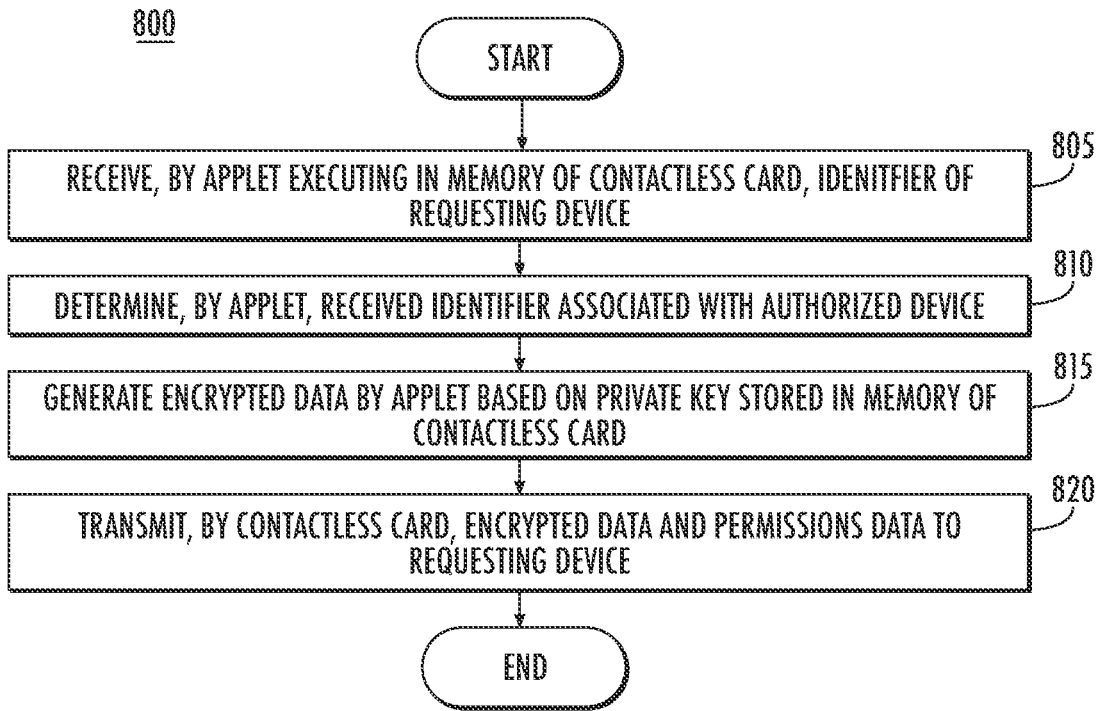 800
START
805
RECEIVE, BY APPLET EXECUTING IN MEMORY OF CONTACTLESS CARD, IDENITFIER OF
REQUESTING DEVICE
810
DETERMINE, BY APPLET, RECEIVED IDENTIFIER ASSOCIATED WITH AUTHORIZED DEVICE
815
GENERATE ENCRYPTED DATA BY APPLET BASED ON PRIVATE KEY STORED IN MEMORY OF
CONTACTLESS CARD
820
TRANSMIT, BY CONTACTLESS CARD, ENCRYPTED DATA AND PERMISSIONS DATA TO
REQUESTING DEVICE
END